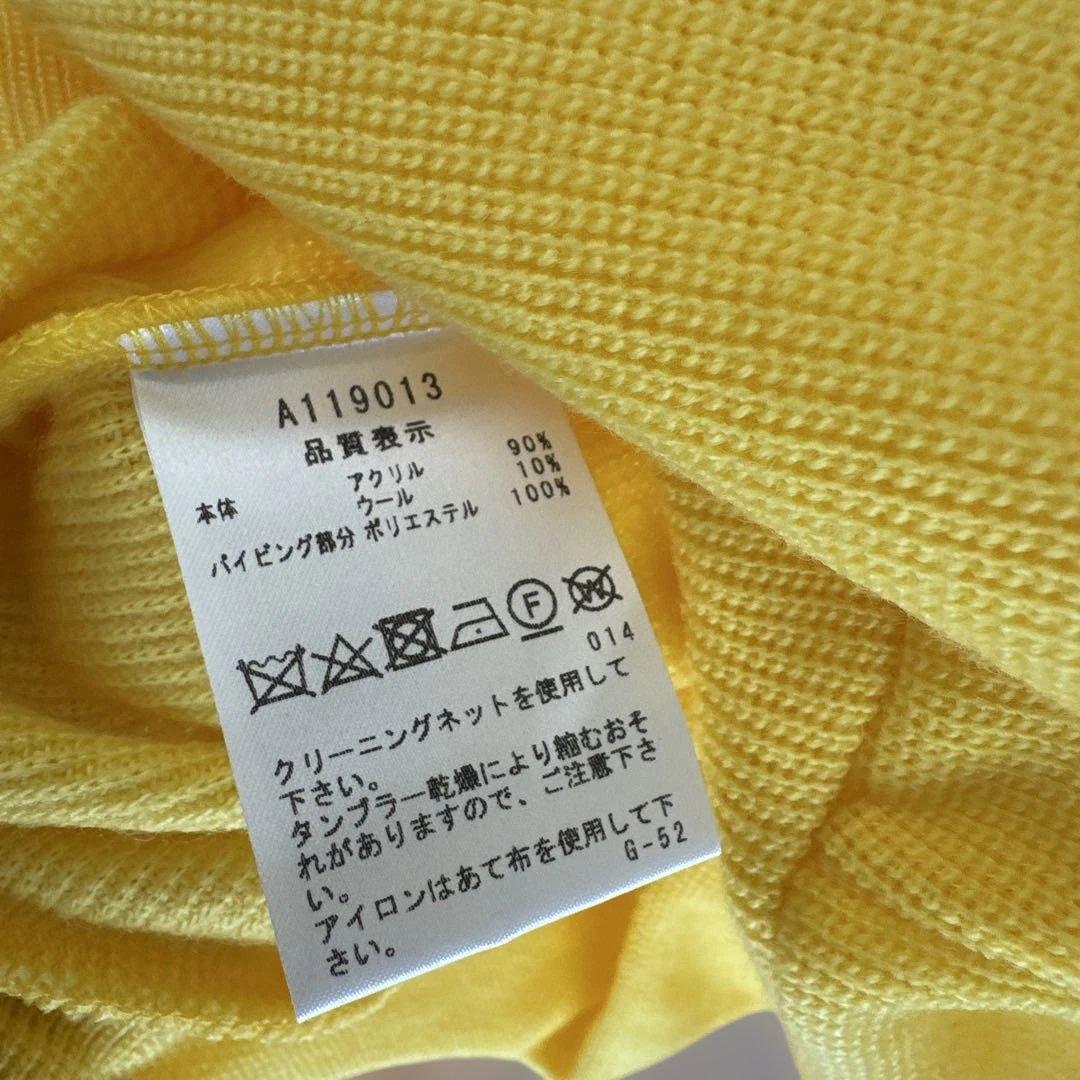 A119013
品質表示
本体 アクリル 90%
ウール 10%
パイピング部分 ポリエステル 100%
F W
014
クリーニングネットを使用して
下さい。
タンブラー乾燥により縮むおそ
れがありますので、ご注意下さ
い。
アイロンはあて布を使用して下
さい。
G-52